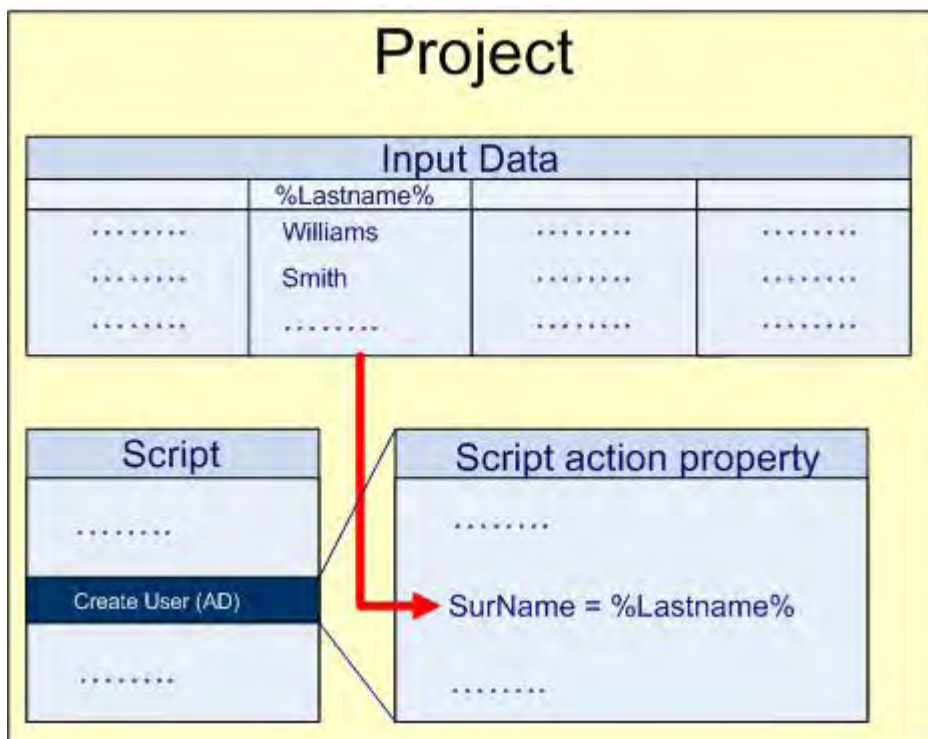 Project
Input Data
%Lastname%
........ Williams ........ ........
........ Smith ........ ........
........ ........ ........ ........
Script
........
Create User (AD)
........
Script action property
........
SurName = %Lastname%
........